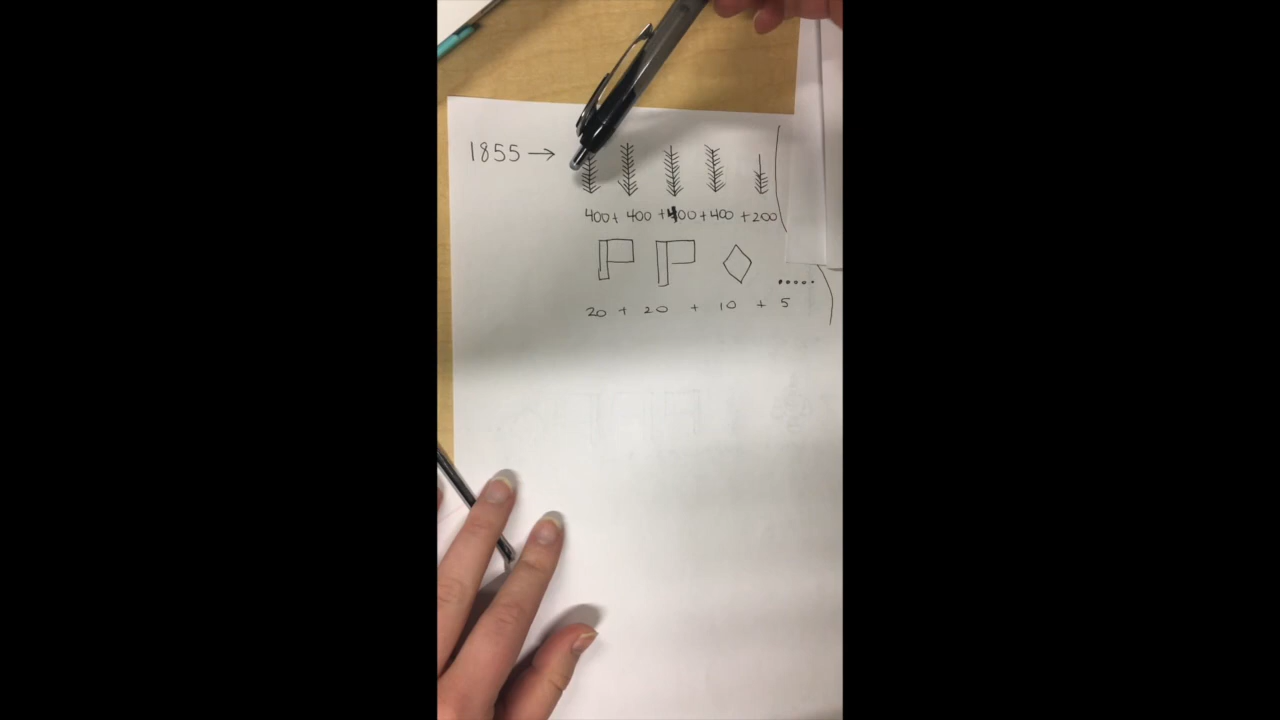 1855 →
400 + 400 + 400 + 400 + 200
20 + 20 + 10 + 5